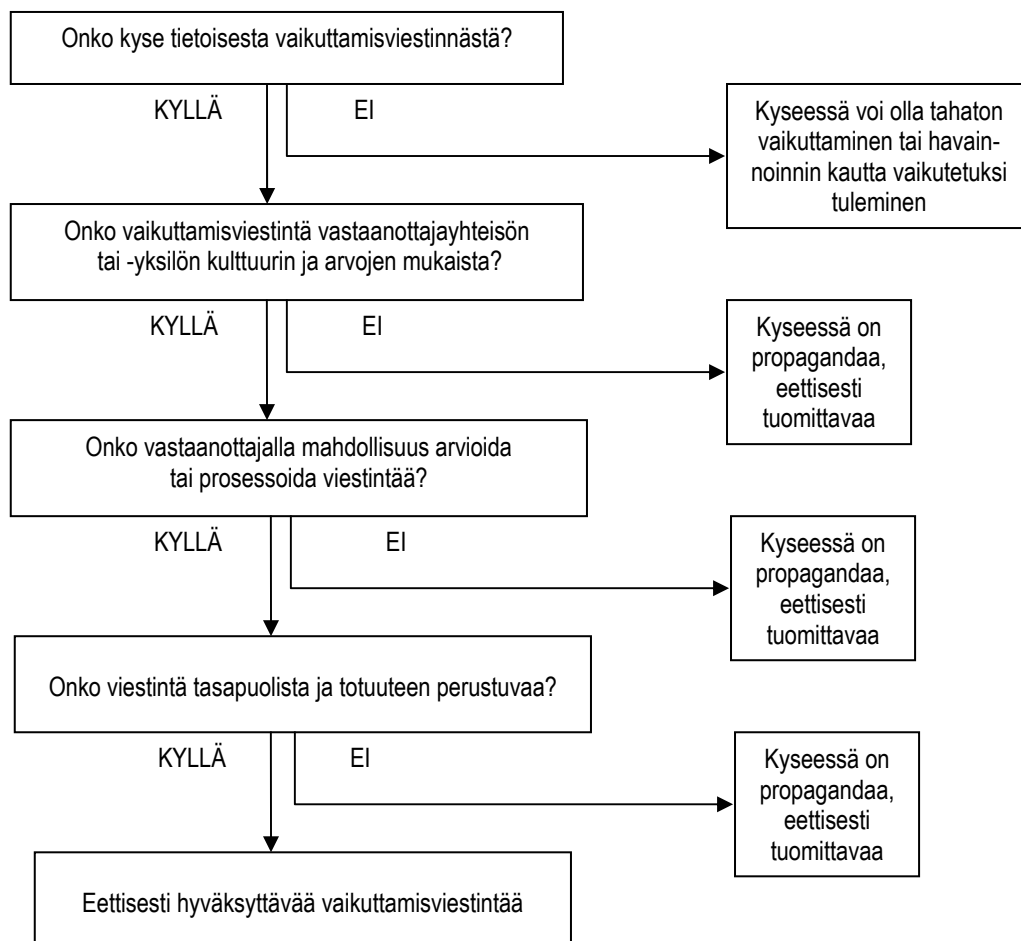 Onko kyse tietoisesta vaikuttamisviestinnästä?
KYLLÄ
EI
Kyseessä voi olla tahaton
vaikuttaminen tai havain-
noinnin kautta vaikutetuksi
tuleminen
Onko vaikuttamisviestintä vastaanottajayhteisön
tai -yksilön kulttuurin ja arvojen mukaista?
KYLLÄ
EI
Kyseessä on
propagandaa,
eettisesti
tuomittavaa
Onko vastaanottajalla mahdollisuus arvioida
tai prosessoida viestintää?
KYLLÄ
EI
Kyseessä on
propagandaa,
eettisesti
tuomittavaa
Onko viestintä tasapuolista ja totuuteen perustuvaa?
KYLLÄ
EI
Kyseessä on
propagandaa,
eettisesti
tuomittavaa
Eettisesti hyväksyttävää vaikuttamisviestintää